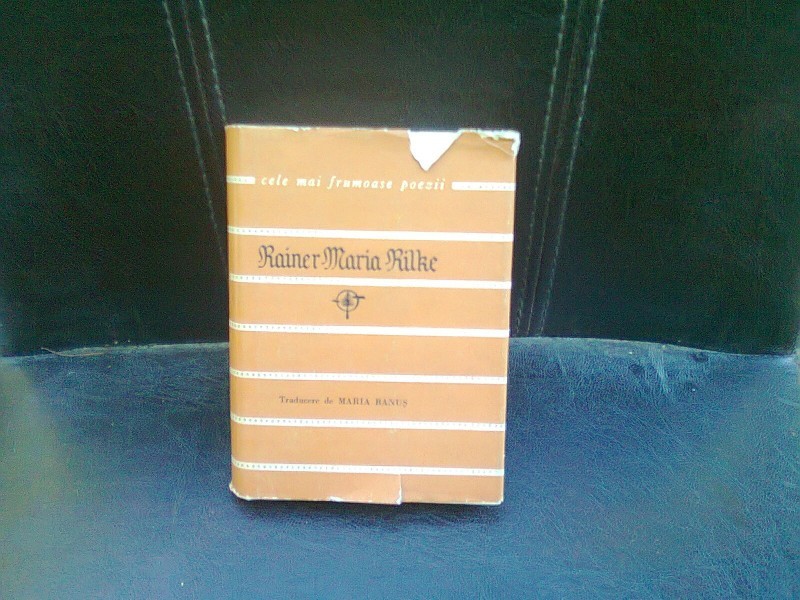 cele mai frumoase poezii
Rainer Maria Rilke
Traducere de MARIA BANUȘ